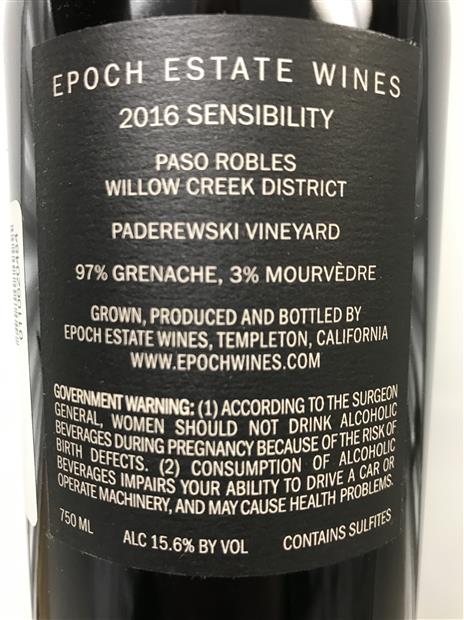 EPOCH ESTATE WINES
2016 SENSIBILITY
PASO ROBLES
WILLOW CREEK DISTRICT
PADEREWSKI VINEYARD
97% GRENACHE, 3% MOURVÈDRE
GROWN, PRODUCED AND BOTTLED BY
EPOCH ESTATE WINES, TEMPLETON, CALIFORNIA
WWW.EPOCHWINES.COM
GOVERNMENT WARNING: (1) ACCORDING TO THE SURGEON
GENERAL, WOMEN SHOULD NOT DRINK ALCOHOLIC
BEVERAGES DURING PREGNANCY BECAUSE OF THE RISK OF
BIRTH DEFECTS. (2) CONSUMPTION OF ALCOHOLIC
BEVERAGES IMPAIRS YOUR ABILITY TO DRIVE A CAR OR
OPERATE MACHINERY, AND MAY CAUSE HEALTH PROBLEMS.
750 ML ALC 15.6% BY VOL CONTAINS SULFITES